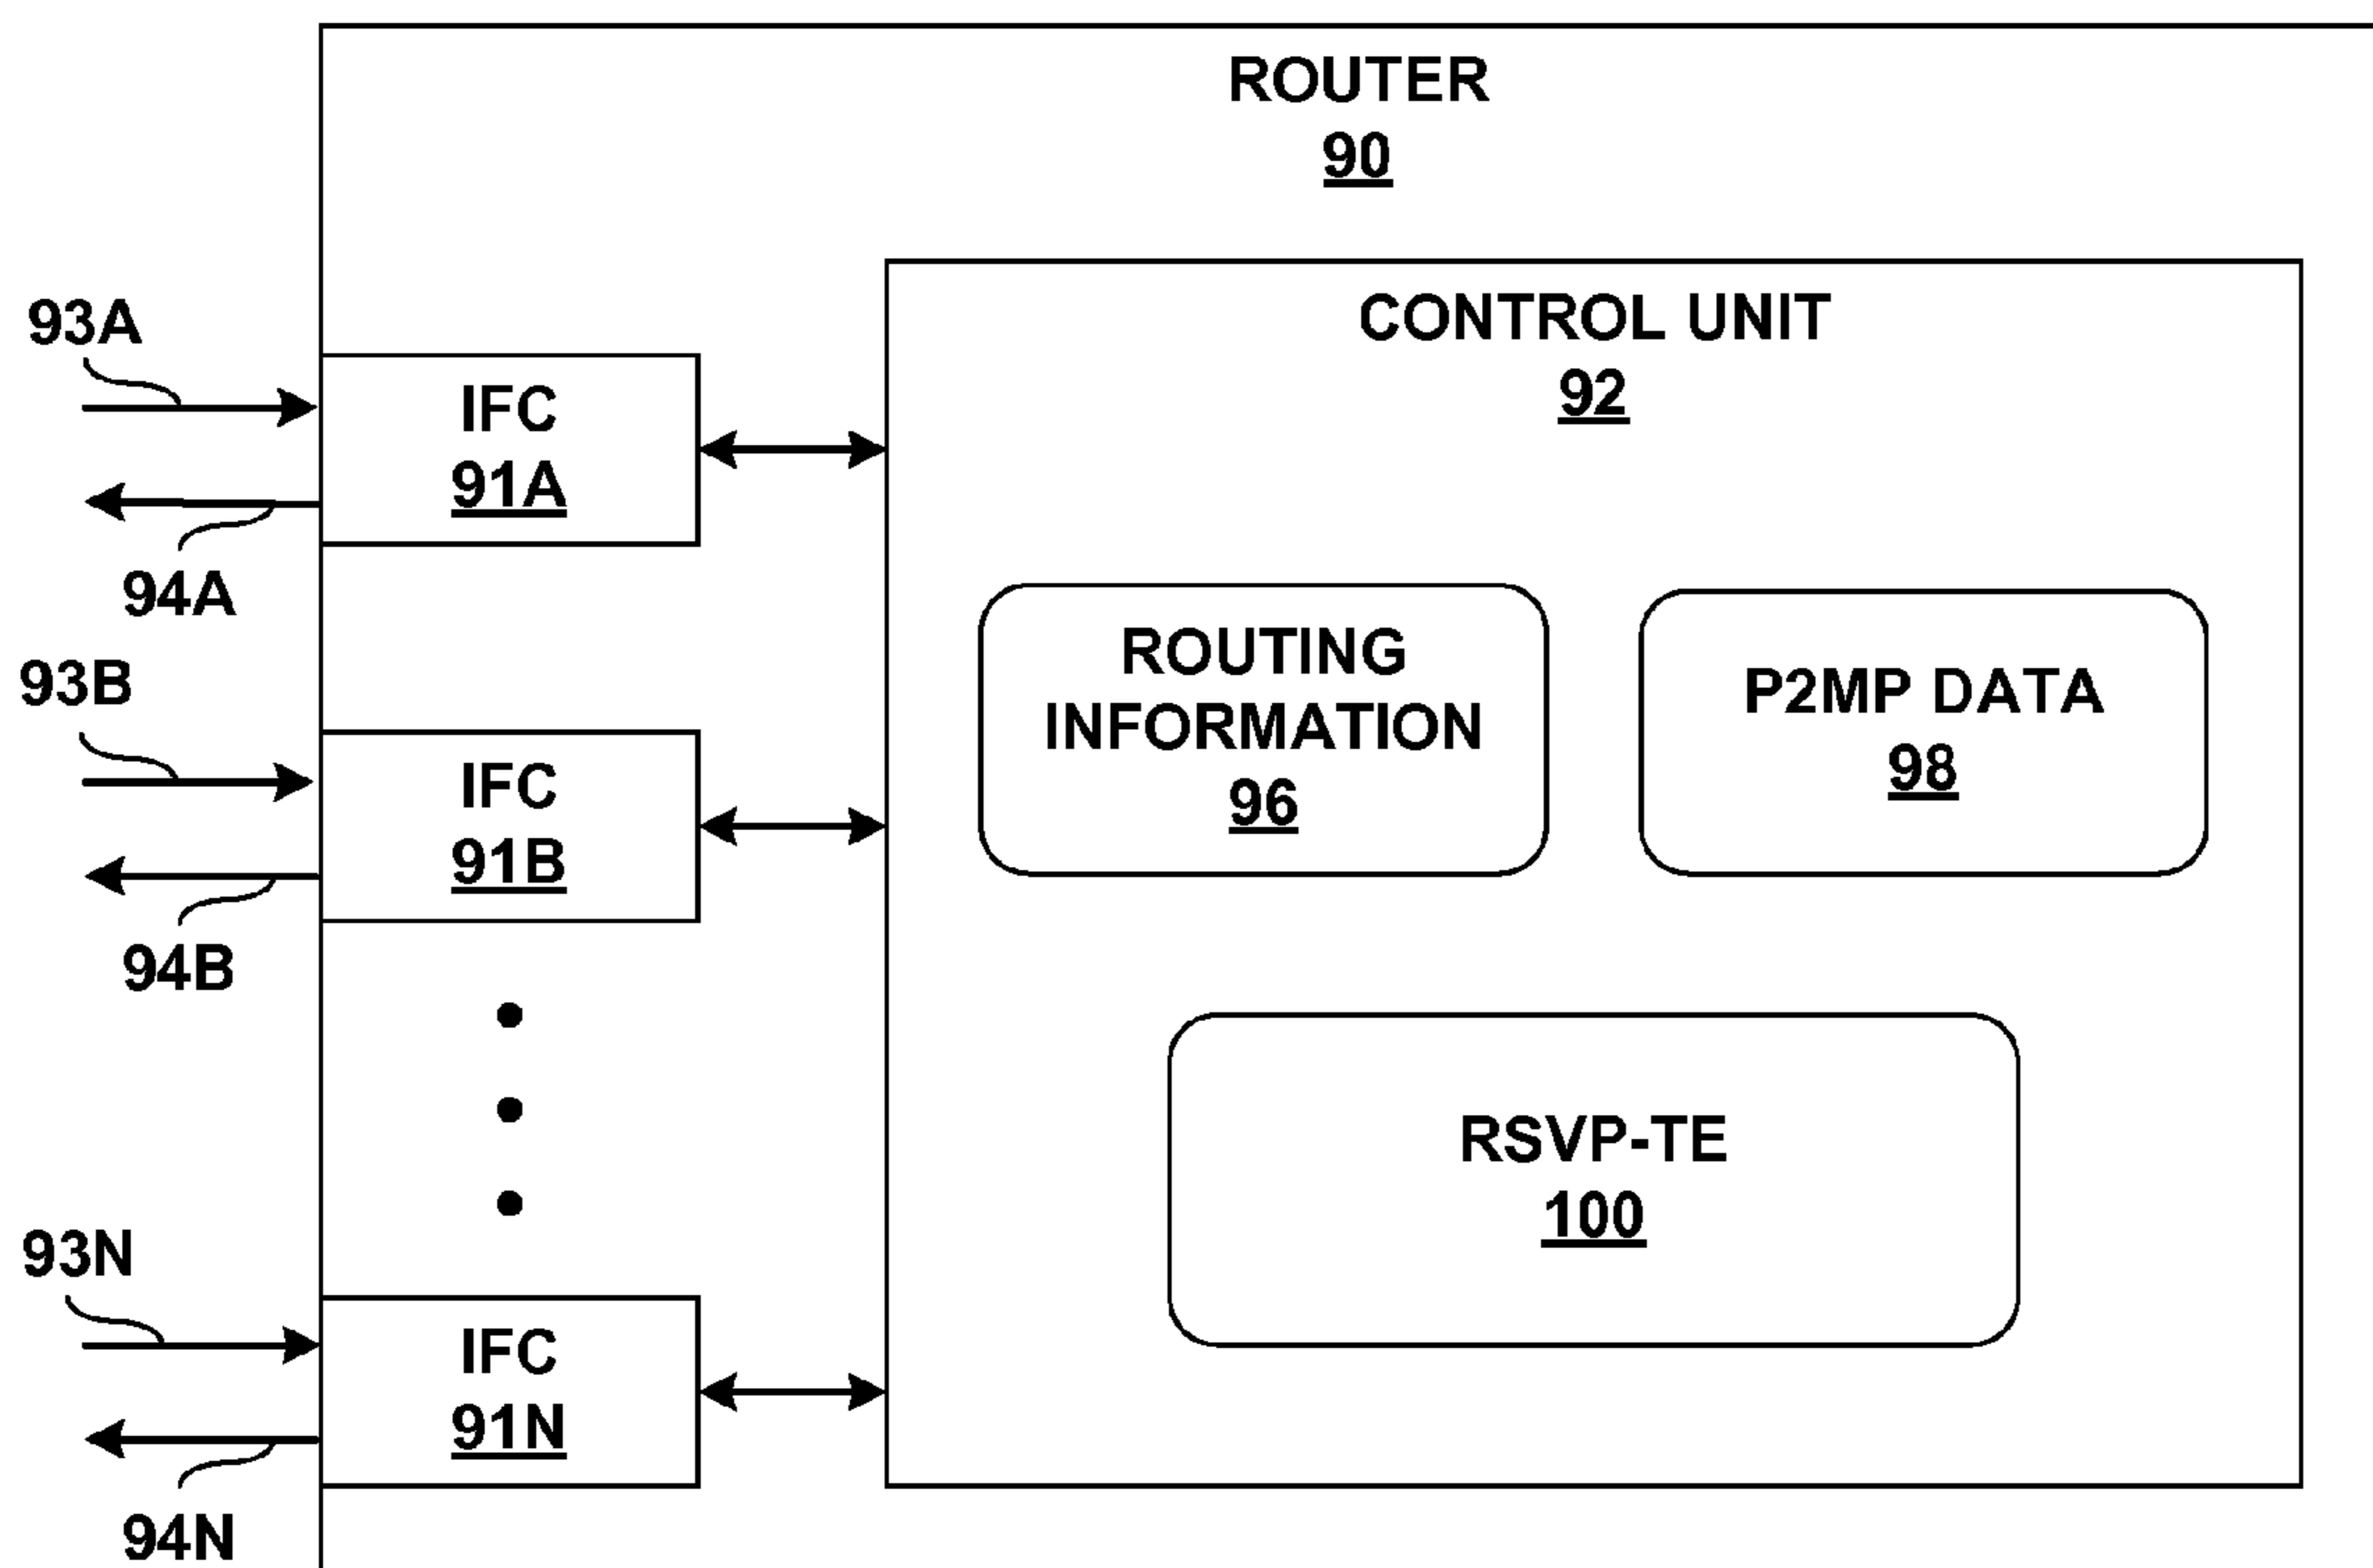 ROUTER
90
CONTROL UNIT
92
93A
IFC
91A
94A
93B
IFC
91B
94B
ROUTING
INFORMATION
96
P2MP DATA
98
RSVP-TE
100
93N
IFC
91N
94N